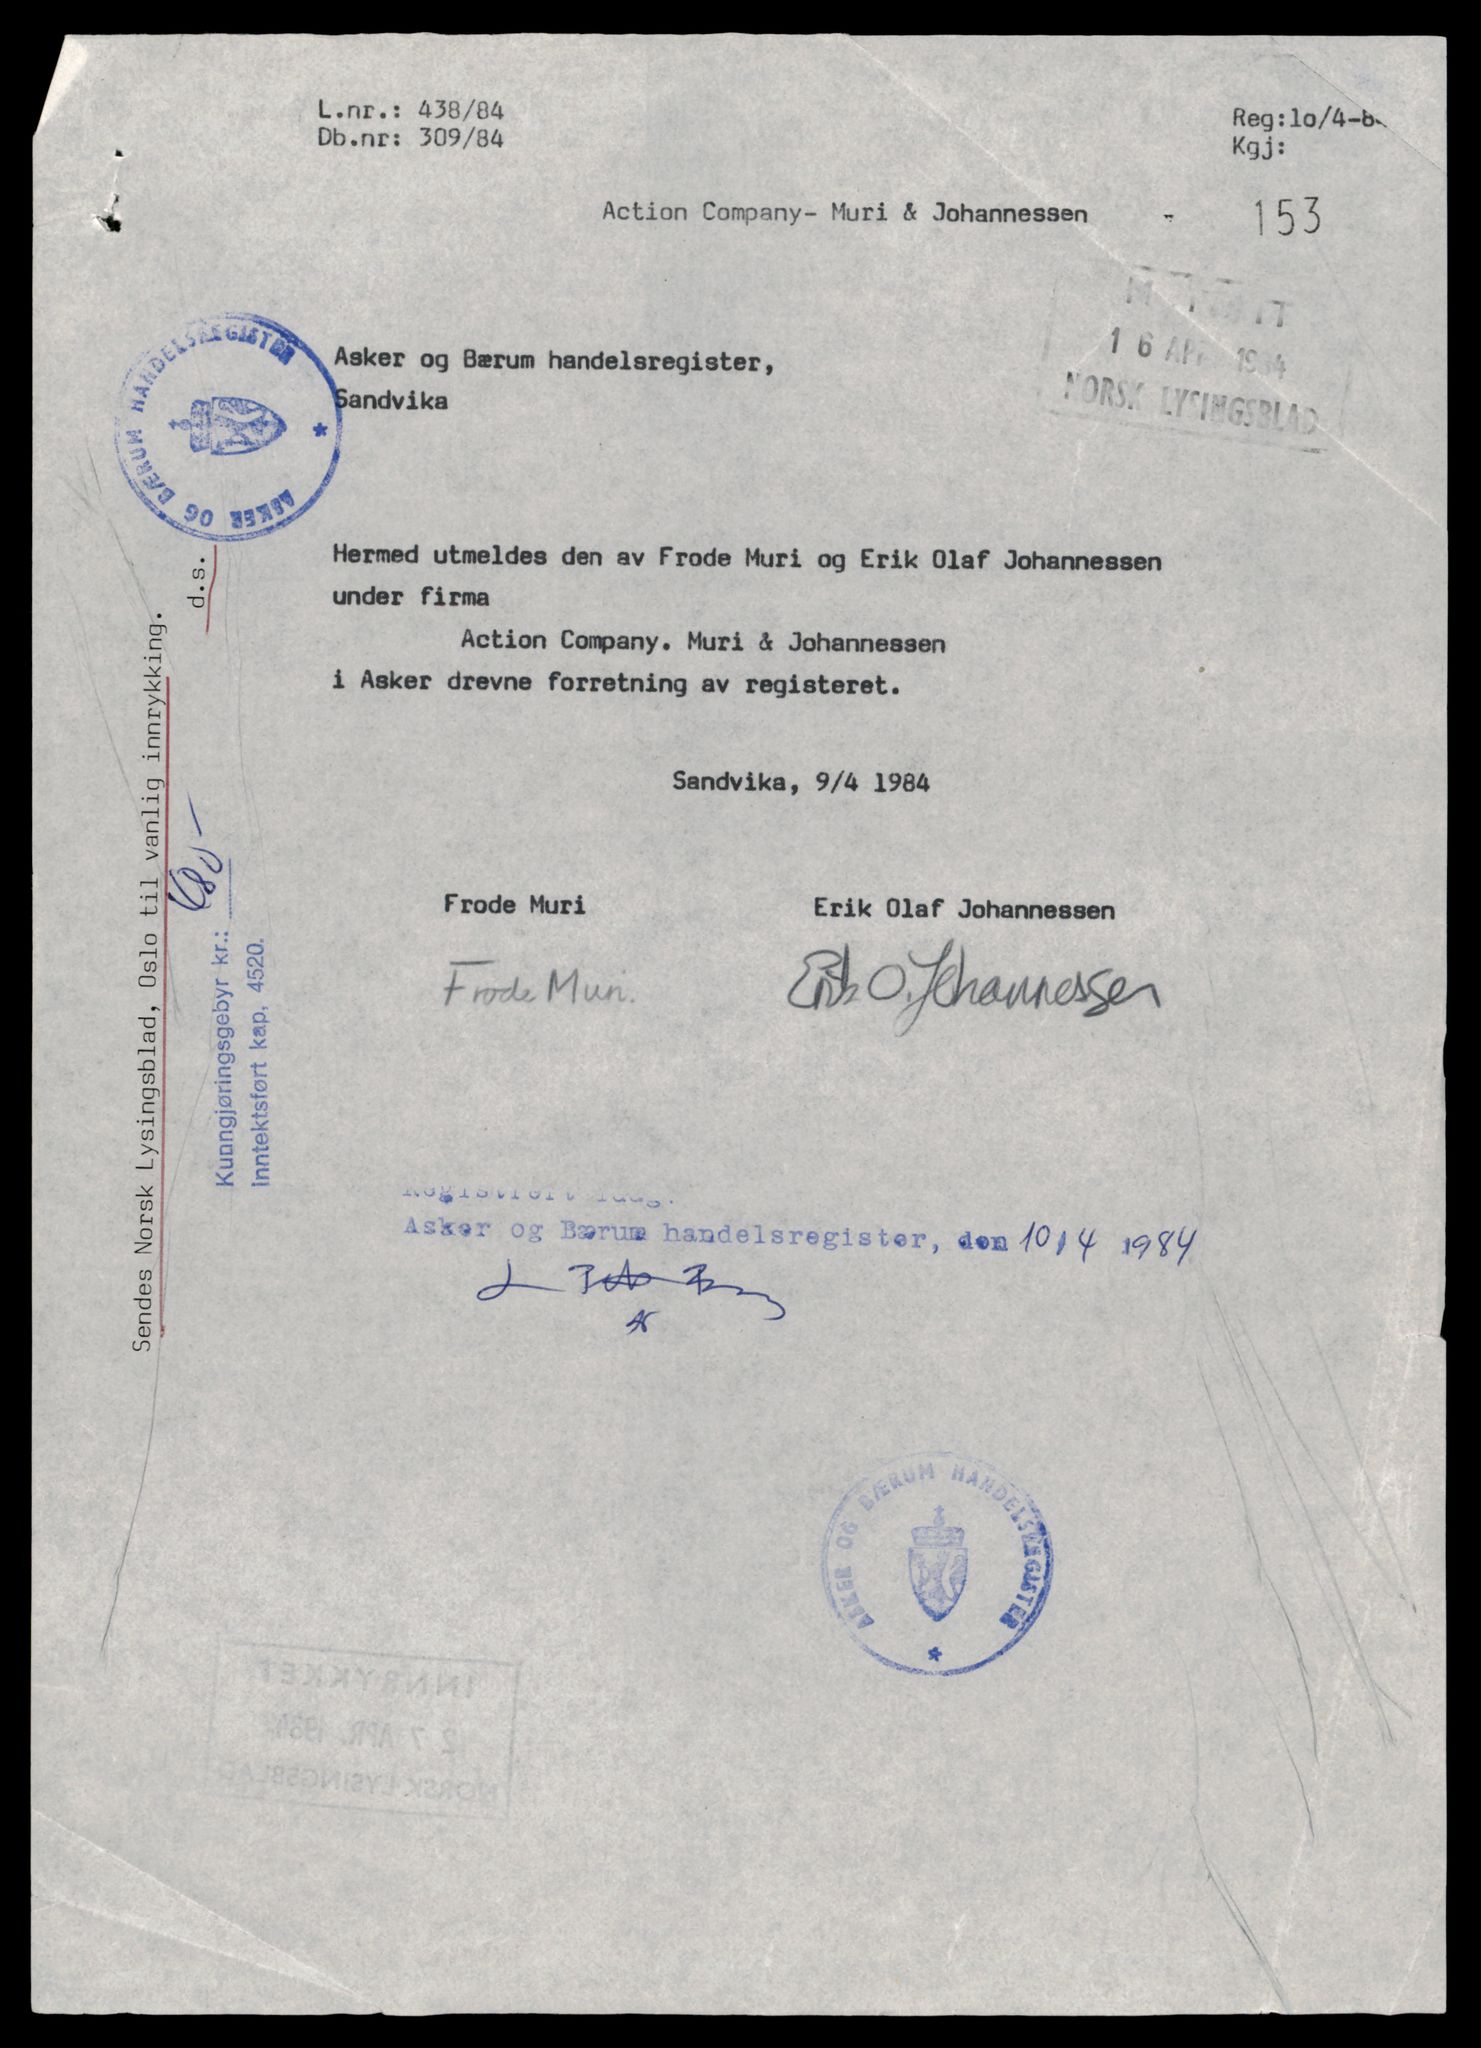 L.nr.: 438/84
Db.nr: 309/84
Reg:lo/4-8
Kgj:
Action Company- Muri & Johannessen - 153
16 APR 1984
NORSK LYSINGSBLAD
ASKER OG BÆRUM HANDELSREGISTER
Asker og Bærum handelsregister,
Sandvika
Hermed utmeldes den av Frode Muri og Erik Olaf Johannessen
under firma
Action Company. Muri & Johannessen
i Asker drevne forretning av registeret.
Sandvika, 9/4 1984
Frode Muri Erik Olaf Johannessen
Frode Muri. Erik O. Johannessen
Registrert idag.
Asker og Bærum handelsregister, den 10/4 1984
ASKER OG BÆRUM HANDELSREGISTER
d.s.
Sendes Norsk Lysingsblad, Oslo til vanlig innrykking.
Kunngjøringsgebyr kr.:
Inntektsført kap. 4520.
INNRYKKET
27 APR. 1984
NORSK LYSINGSBLAD